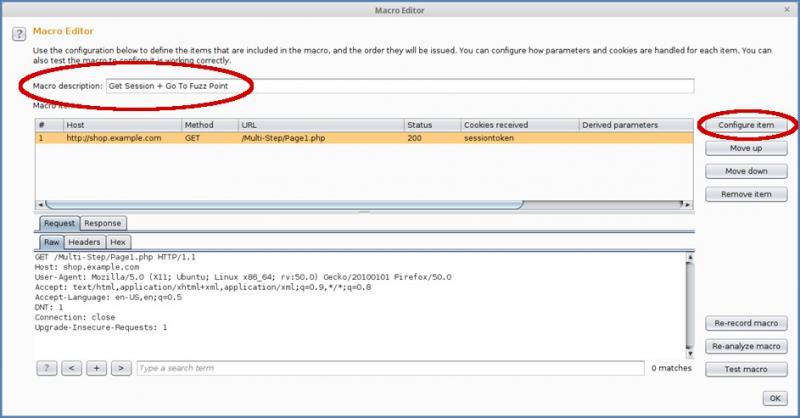 Macro Editor
?
Macro Editor
Use the configuration below to define the items that are included in the macro, and the order they will be issued. You can configure how parameters and cookies are handled for each item. You can
also test the macro to confirm it is working correctly.
Macro description: Get Session + Go To Fuzz Point
Macro
# Host Method URL Status Cookies received Derived parameters
1 http://shop.example.com GET /Multi-Step/Page1.php 200 sessiontoken
Configure item
Move up
Move down
Remove item
Request Response
Raw Headers Hex
GET /Multi-Step/Page1.php HTTP/1.1
Host: shop.example.com
User-Agent: Mozilla/5.0 (X11; Ubuntu; Linux x86_64; rv:50.0) Gecko/20100101 Firefox/50.0
Accept: text/html,application/xhtml+xml,application/xml;q=0.9,*/*;q=0.8
Accept-Language: en-US,en;q=0.5
DNT: 1
Connection: close
Upgrade-Insecure-Requests: 1
Re-record macro
Re-analyze macro
Test macro
? < + > Type a search term 0 matches
OK